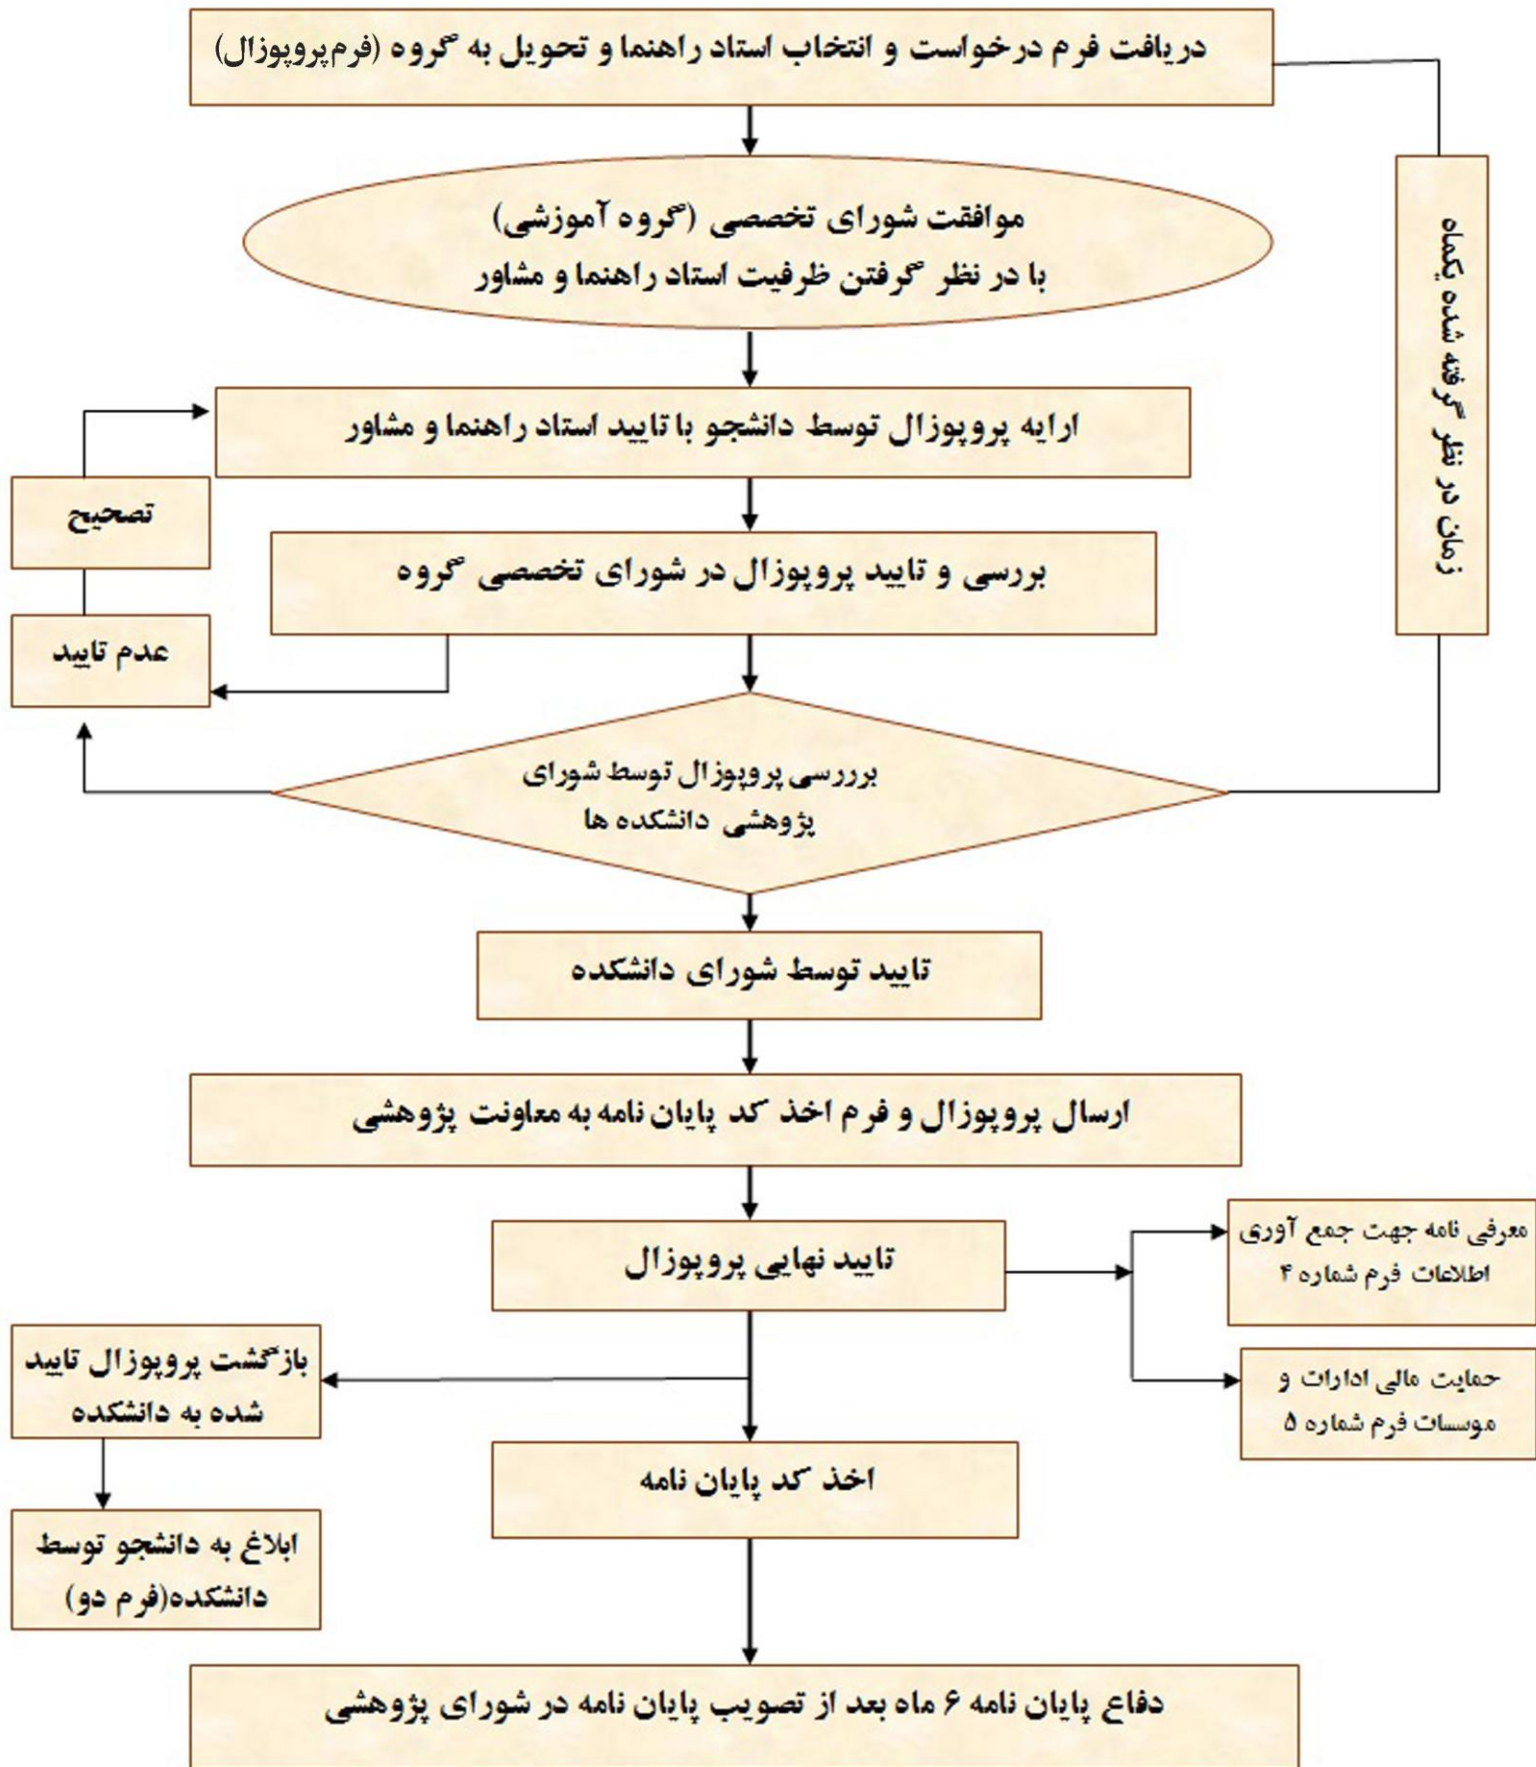 دریافت فرم درخواست و انتخاب استاد راهنما و تحویل به گروه (فرم پروپوزال)
موافقت شورای تخصصی (گروه آموزشی)
با در نظر گرفتن ظرفیت استاد راهنما و مشاور
زمان در نظر گرفته شده یکماه
ارایه پروپوزال توسط دانشجو با تایید استاد راهنما و مشاور
تصحیح
بررسی و تایید پروپوزال در شورای تخصصی گروه
عدم تایید
برررسی پروپوزال توسط شورای
پژوهشی دانشکده ها
تایید توسط شورای دانشکده
ارسال پروپوزال و فرم اخذ کد پایان نامه به معاونت پژوهشی
تایید نهایی پروپوزال
معرفی نامه جهت جمع آوری
اطلاعات فرم شماره ۴
حمایت مالی ادارات و
موسسات فرم شماره ۵
بازگشت پروپوزال تایید
شده به دانشکده
اخذ کد پایان نامه
ابلاغ به دانشجو توسط
دانشکده(فرم دو)
دفاع پایان نامه ۶ ماه بعد از تصویب پایان نامه در شورای پژوهشی